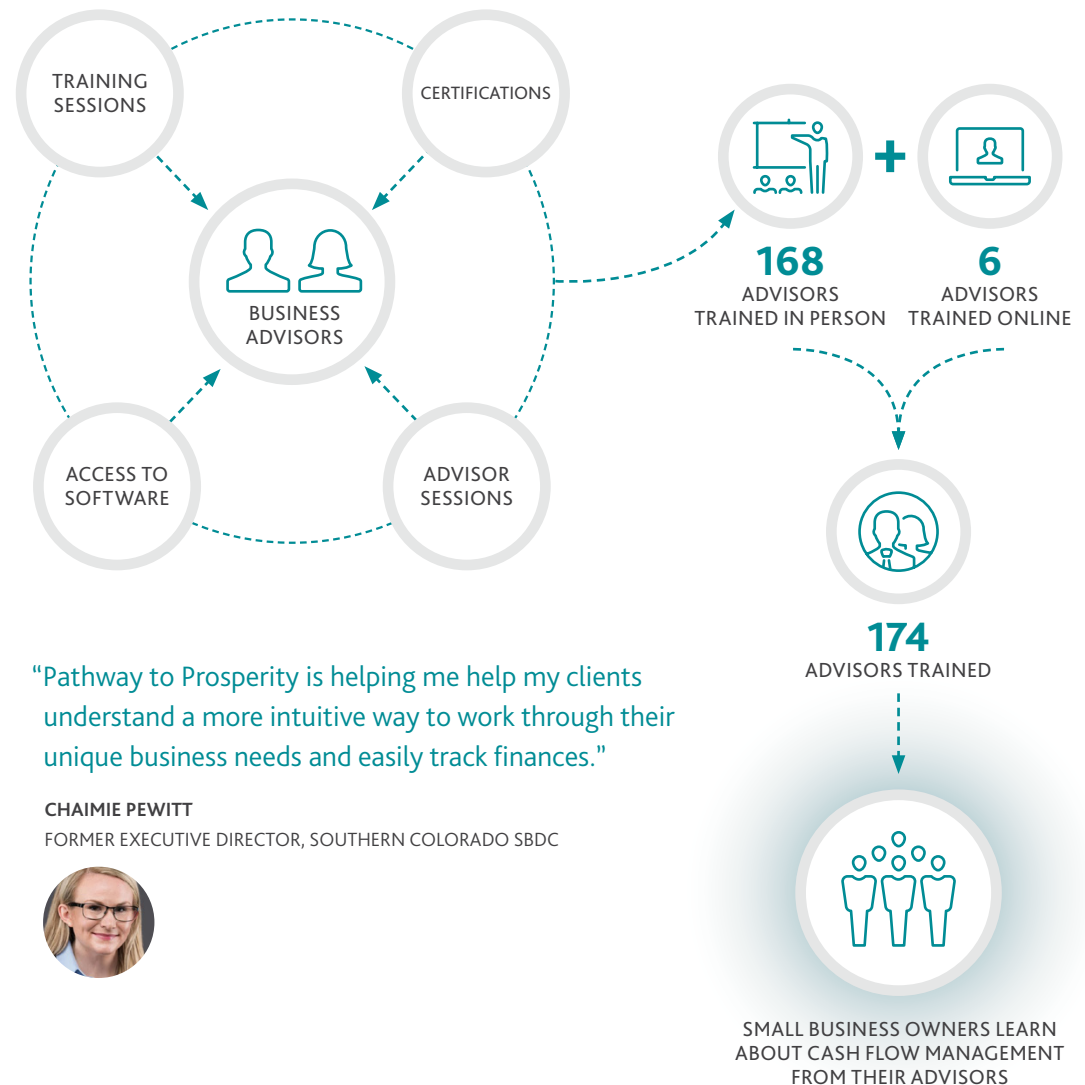 TRAINING
SESSIONS
CERTIFICATIONS
BUSINESS
ADVISORS
ACCESS TO
SOFTWARE
ADVISOR
SESSIONS
+
168
ADVISORS
TRAINED IN PERSON
6
ADVISORS
TRAINED ONLINE
174
ADVISORS TRAINED
“Pathway to Prosperity is helping me help my clients
understand a more intuitive way to work through their
unique business needs and easily track finances.”
CHAIMIE PEWITT
FORMER EXECUTIVE DIRECTOR, SOUTHERN COLORADO SBDC
SMALL BUSINESS OWNERS LEARN
ABOUT CASH FLOW MANAGEMENT
FROM THEIR ADVISORS